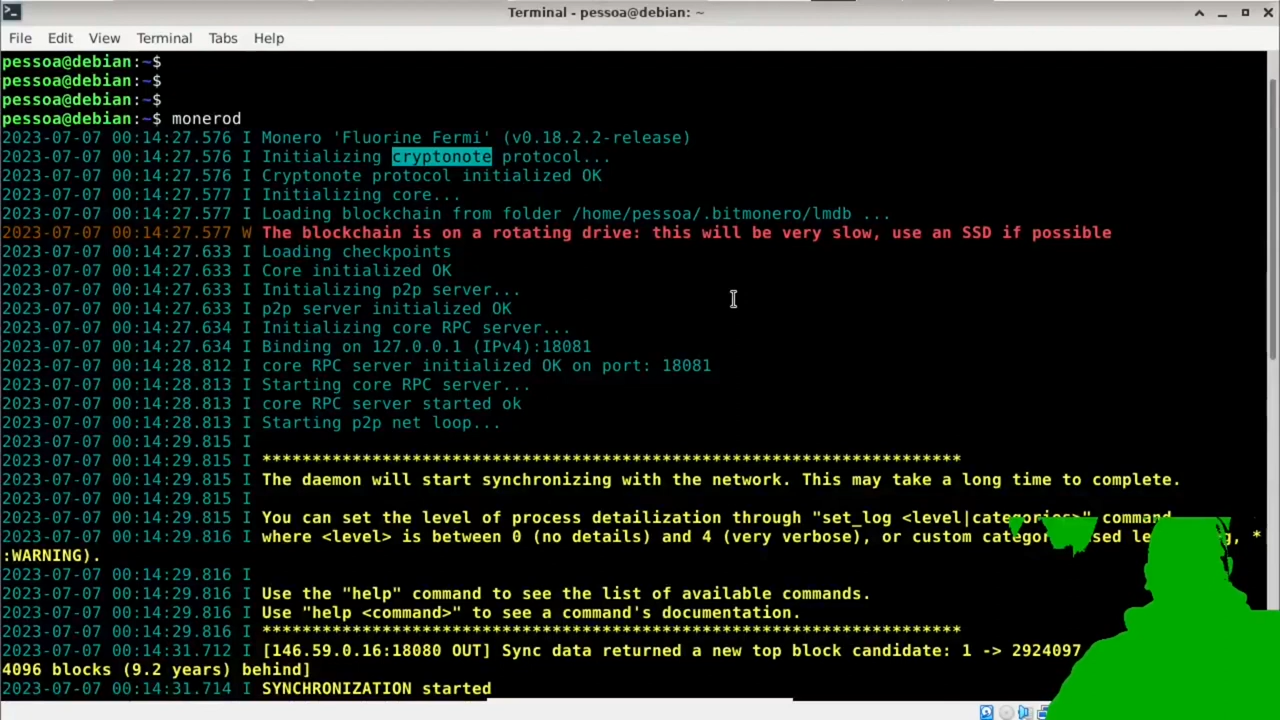 Terminal - pessoa@debian: ~
File Edit View Terminal Tabs Help
pessoa@debian:~$
pessoa@debian:~$
pessoa@debian:~$
pessoa@debian:~$ monerod
2023-07-07 00:14:27.576 I Monero 'Fluorine Fermi' (v0.18.2.2-release)
2023-07-07 00:14:27.576 I Initializing cryptonote protocol...
2023-07-07 00:14:27.576 I Cryptonote protocol initialized OK
2023-07-07 00:14:27.577 I Initializing core...
2023-07-07 00:14:27.577 I Loading blockchain from folder /home/pessoa/.bitmonero/lmdb ...
2023-07-07 00:14:27.577 W The blockchain is on a rotating drive: this will be very slow, use an SSD if possible
2023-07-07 00:14:27.633 I Loading checkpoints
2023-07-07 00:14:27.633 I Core initialized OK
2023-07-07 00:14:27.633 I Initializing p2p server...
2023-07-07 00:14:27.633 I p2p server initialized OK
2023-07-07 00:14:27.634 I Initializing core RPC server...
2023-07-07 00:14:27.634 I Binding on 127.0.0.1 (IPv4):18081
2023-07-07 00:14:28.812 I core RPC server initialized OK on port: 18081
2023-07-07 00:14:28.813 I Starting core RPC server...
2023-07-07 00:14:28.813 I core RPC server started ok
2023-07-07 00:14:28.813 I Starting p2p net loop...
2023-07-07 00:14:29.815 I
2023-07-07 00:14:29.815 I **********************************************************************
2023-07-07 00:14:29.815 I The daemon will start synchronizing with the network. This may take a long time to complete.
2023-07-07 00:14:29.815 I
2023-07-07 00:14:29.815 I You can set the level of process detailization through "set_log <level|categories>" command
2023-07-07 00:14:29.816 I where <level> is between 0 (no details) and 4 (very verbose), or custom *
:WARNING).
2023-07-07 00:14:29.816 I
2023-07-07 00:14:29.816 I Use the "help" command to see the list of available commands.
2023-07-07 00:14:29.816 I Use "help <command>" to see a command's documentation.
2023-07-07 00:14:29.816 I **********************************************************************
2023-07-07 00:14:31.712 I [146.59.0.16:18080 OUT] Sync data returned a new top block candidate: 1 -> 2924097
4096 blocks (9.2 years) behind]
2023-07-07 00:14:31.714 I SYNCHRONIZATION started